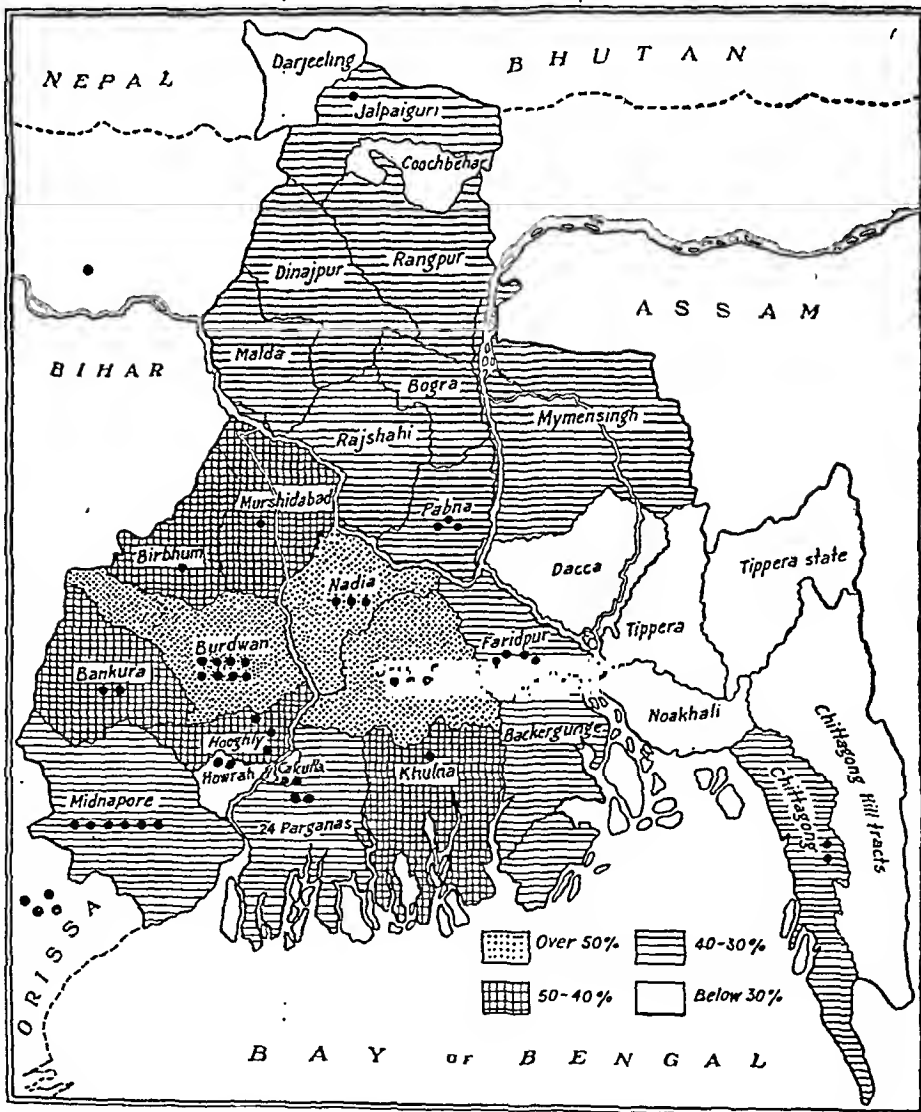 Darjeeling
NEPAL
BHUTAN
Jalpaiguri
Coochbehar
Dinajpur
Rangpur
ASSAM
BIHAR
Malda
Bogra
Mymensingh
Rajshahi
Murshidabad
Pabna
Birbhum
Dacca
Tippera state
Nadia
Burdwan
Faridpur
Tippera
Bankura
Noakhali
Hooghly
Backergunge
Howrah
Khulna
Chittagong
Chittagong Hill tracts
Midnapore
24 Parganas
ORISSA
Over 50%
40-30%
50-40%
Below 30%
BAY OF BENGAL